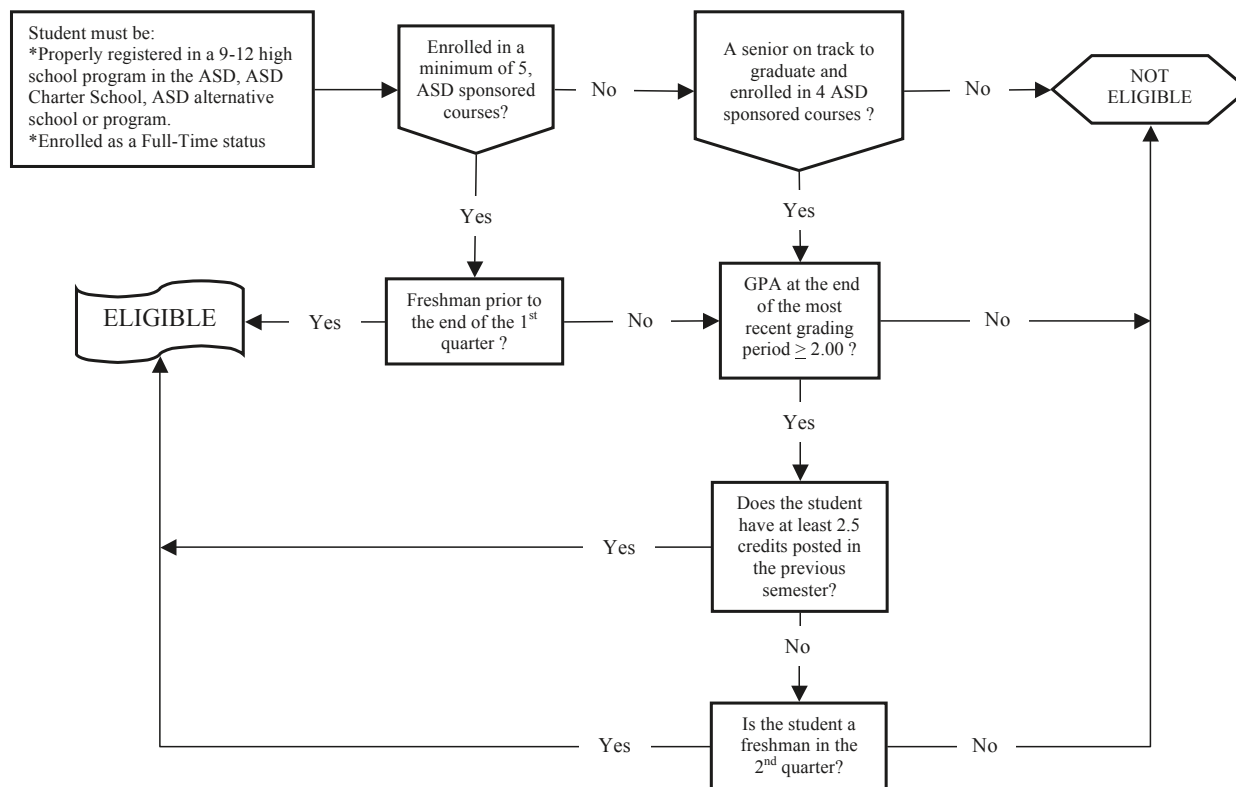 Student must be:
*Properly registered in a 9-12 high
school program in the ASD, ASD
Charter School, ASD alternative
school or program.
*Enrolled as a Full-Time status
Enrolled in a
minimum of 5,
ASD sponsored
courses?
No
A senior on track to
graduate and
enrolled in 4 ASD
sponsored courses ?
No
NOT
ELIGIBLE
Yes
Yes
ELIGIBLE
Yes
Freshman prior to
the end of the 1st
quarter ?
No
GPA at the end
of the most
recent grading
period ≥ 2.00 ?
No
Yes
Does the student
have at least 2.5
credits posted in
the previous
semester?
Yes
No
Is the student a
freshman in the
2nd quarter?
Yes
No